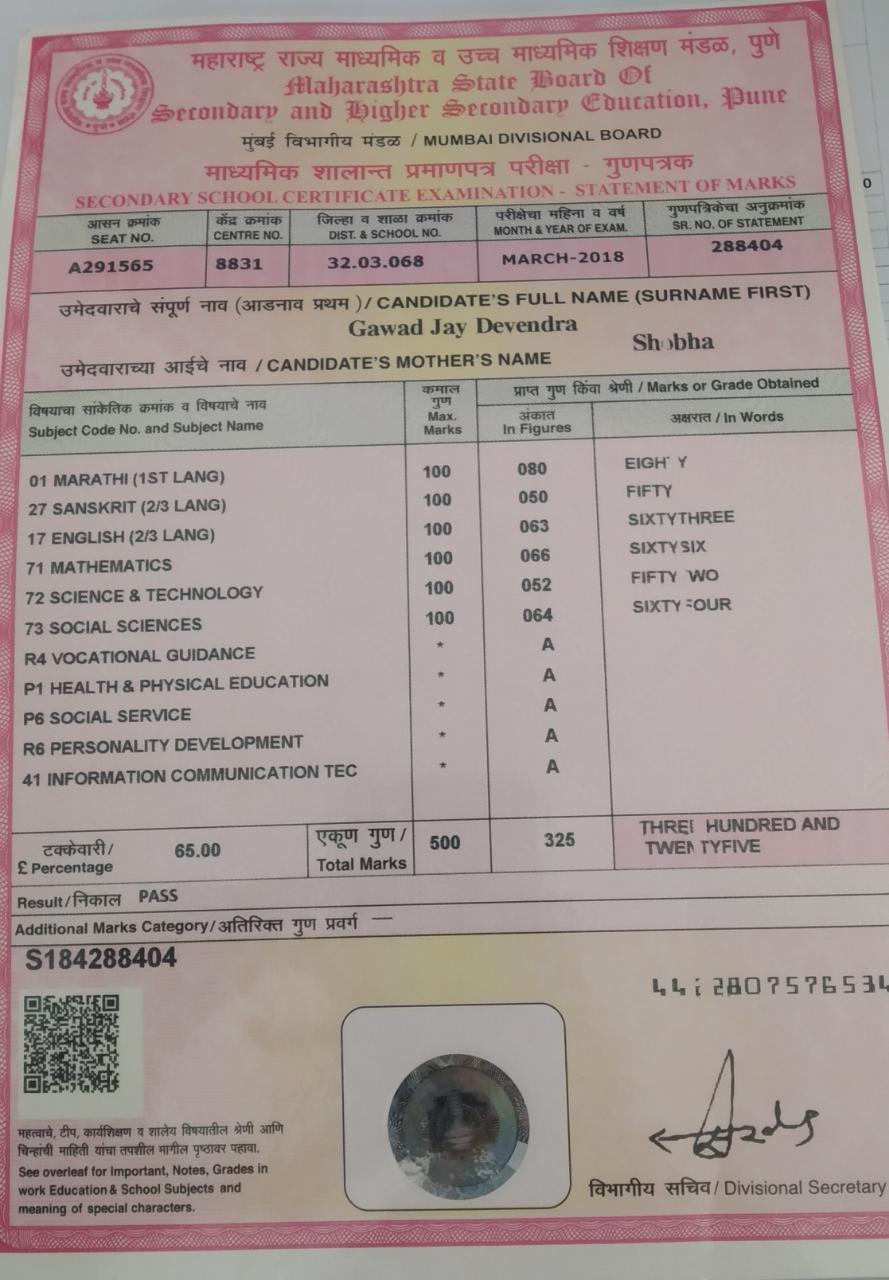 महाराष्ट्र राज्य माध्यमिक व उच्च माध्यमिक शिक्षण मंडळ, पुणे
Maharashtra State Board Of
Secondary and Higher Secondary Education, Pune
मुंबई विभागीय मंडळ / MUMBAI DIVISIONAL BOARD
माध्यमिक शालान्त प्रमाणपत्र परीक्षा - गुणपत्रक
SECONDARY SCHOOL CERTIFICATE EXAMINATION - STATEMENT OF MARKS
आसन क्रमांक केंद्र क्रमांक जिल्हा व शाळा क्रमांक परीक्षेचा महिना व वर्ष गुणपत्रिकेचा अनुक्रमांक
SEAT NO. CENTRE NO. DIST. & SCHOOL NO. MONTH & YEAR OF EXAM. SR. NO. OF STATEMENT
A291565 8831 32.03.068 MARCH-2018 288404
उमेदवाराचे संपूर्ण नाव (आडनाव प्रथम )/ CANDIDATE'S FULL NAME (SURNAME FIRST)
Gawad Jay Devendra
उमेदवाराच्या आईचे नाव / CANDIDATE'S MOTHER'S NAME Shobha
विषयाचा सांकेतिक क्रमांक व विषयाचे नाव
Subject Code No. and Subject Name
कमाल
गुण
Max.
Marks
प्राप्त गुण किंवा श्रेणी / Marks or Grade Obtained
अंकात
In Figures
अक्षरात / In Words
01 MARATHI (1ST LANG) 100 080 EIGHTY
27 SANSKRIT (2/3 LANG) 100 050 FIFTY
17 ENGLISH (2/3 LANG) 100 063 SIXTYTHREE
71 MATHEMATICS 100 066 SIXTYSIX
72 SCIENCE & TECHNOLOGY 100 052 FIFTYTWO
73 SOCIAL SCIENCES 100 064 SIXTYFOUR
R4 VOCATIONAL GUIDANCE * A
P1 HEALTH & PHYSICAL EDUCATION * A
P6 SOCIAL SERVICE * A
R6 PERSONALITY DEVELOPMENT * A
41 INFORMATION COMMUNICATION TEC * A
टक्केवारी/
£ Percentage
65.00
एकूण गुण /
Total Marks
500 325
THREE HUNDRED AND
TWENTYFIVE
Result/निकाल PASS
Additional Marks Category/अतिरिक्त गुण प्रवर्ग —
S184288404
महत्वाचे, टीप, कार्यशिक्षण व शालेय विषयातील श्रेणी आणि
चिन्हांची माहिती यांचा तपशील मागील पृष्ठावर पहावा.
See overleaf for Important, Notes, Grades in
work Education & School Subjects and
meaning of special characters.
विभागीय सचिव/ Divisional Secretary